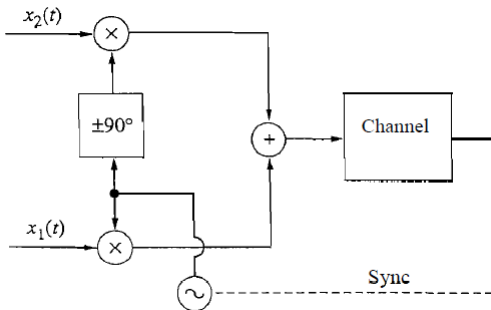 x₂(t)
×
±90°
+
Channel
x₁(t)
×
Sync
~